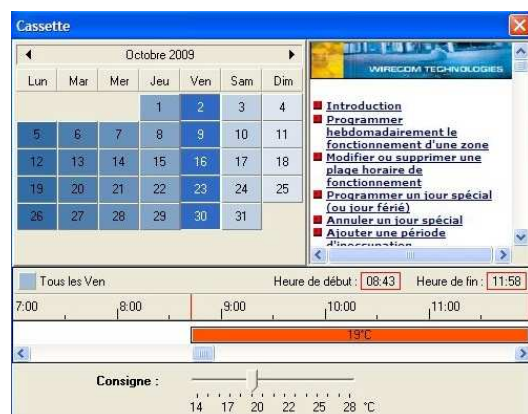 Cassette
Octobre 2009
Lun Mar Mer Jeu Ven Sam Dim
1 2 3 4
5 6 7 8 9 10 11
12 13 14 15 16 17 18
19 20 21 22 23 24 25
26 27 28 29 30 31
WIRECOM TECHNOLOGIES
Introduction
Programmer
hebdomadairement le
fonctionnement d'une zone
Modifier ou supprimer une
plage horaire de
fonctionnement
Programmer un jour spécial
(ou jour férié)
Annuler un jour spécial
Ajouter une période
d'inoccupation
Tous les Ven Heure de début : 08:43 Heure de fin : 11:58
7:00 8:00 9:00 10:00 11:00
19°C
Consigne :
14 17 20 22 25 28 °C